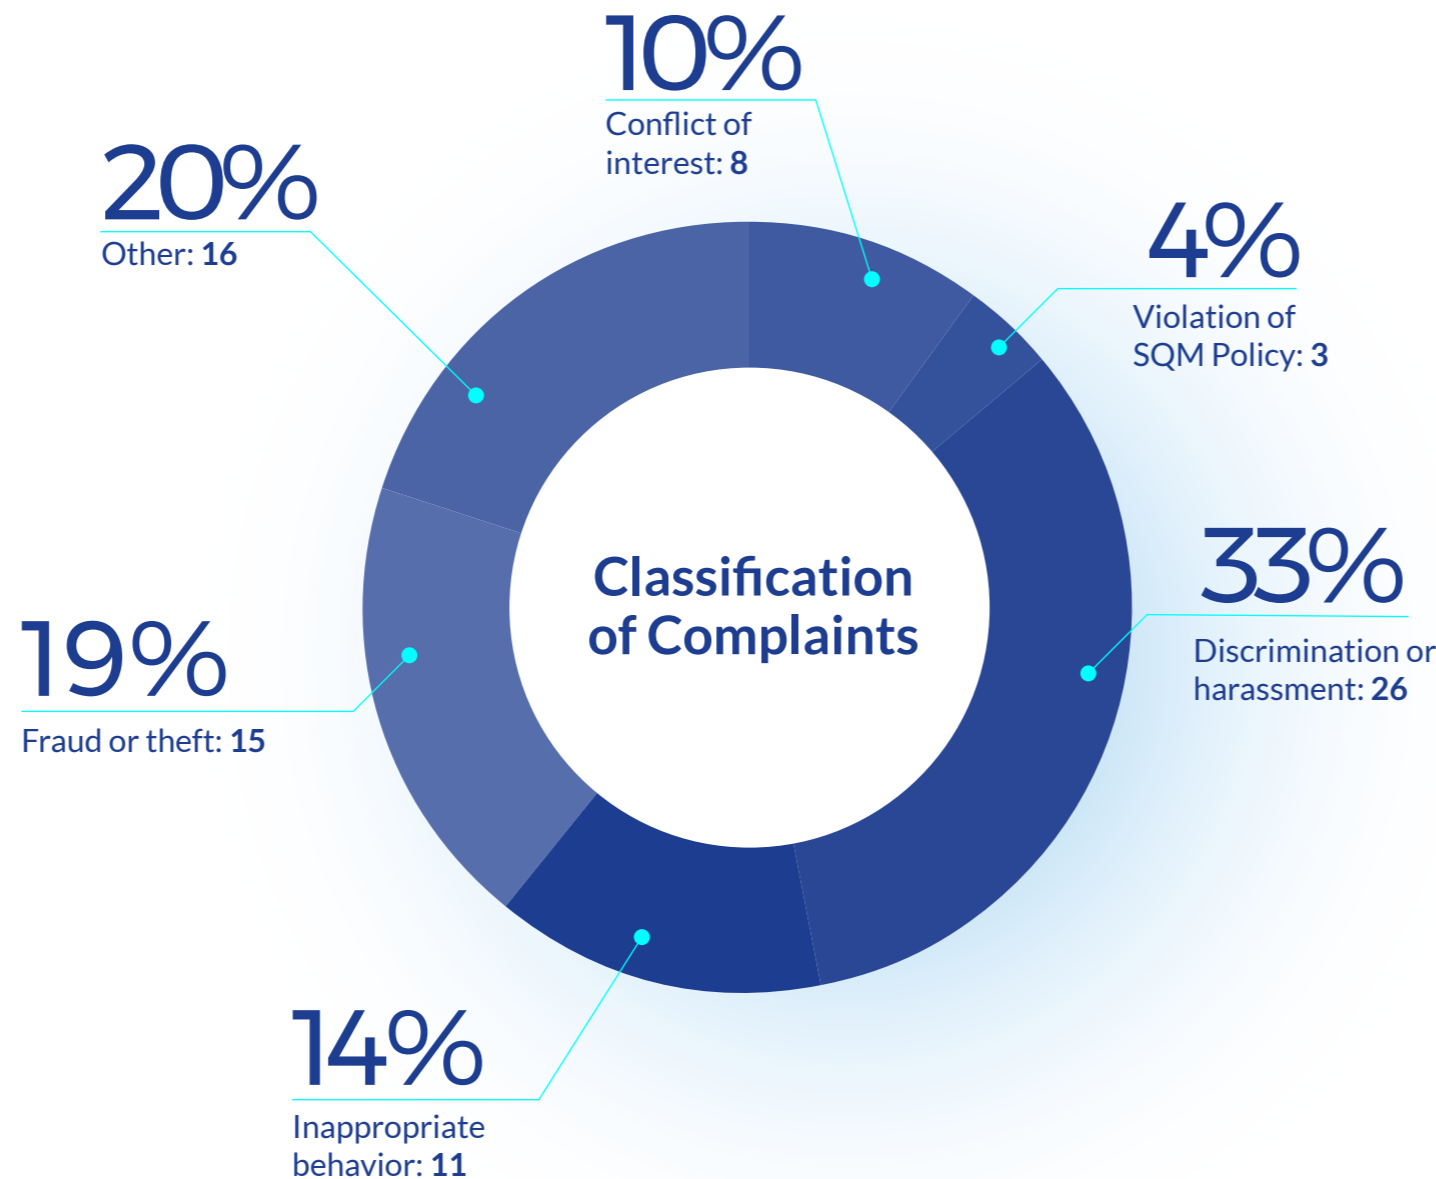 10%
Conflict of
interest: 8
20%
Other: 16
4%
Violation of
SQM Policy: 3
33%
Discrimination or
harassment: 26
Classification
of Complaints
19%
Fraud or theft: 15
14%
Inappropriate
behavior: 11